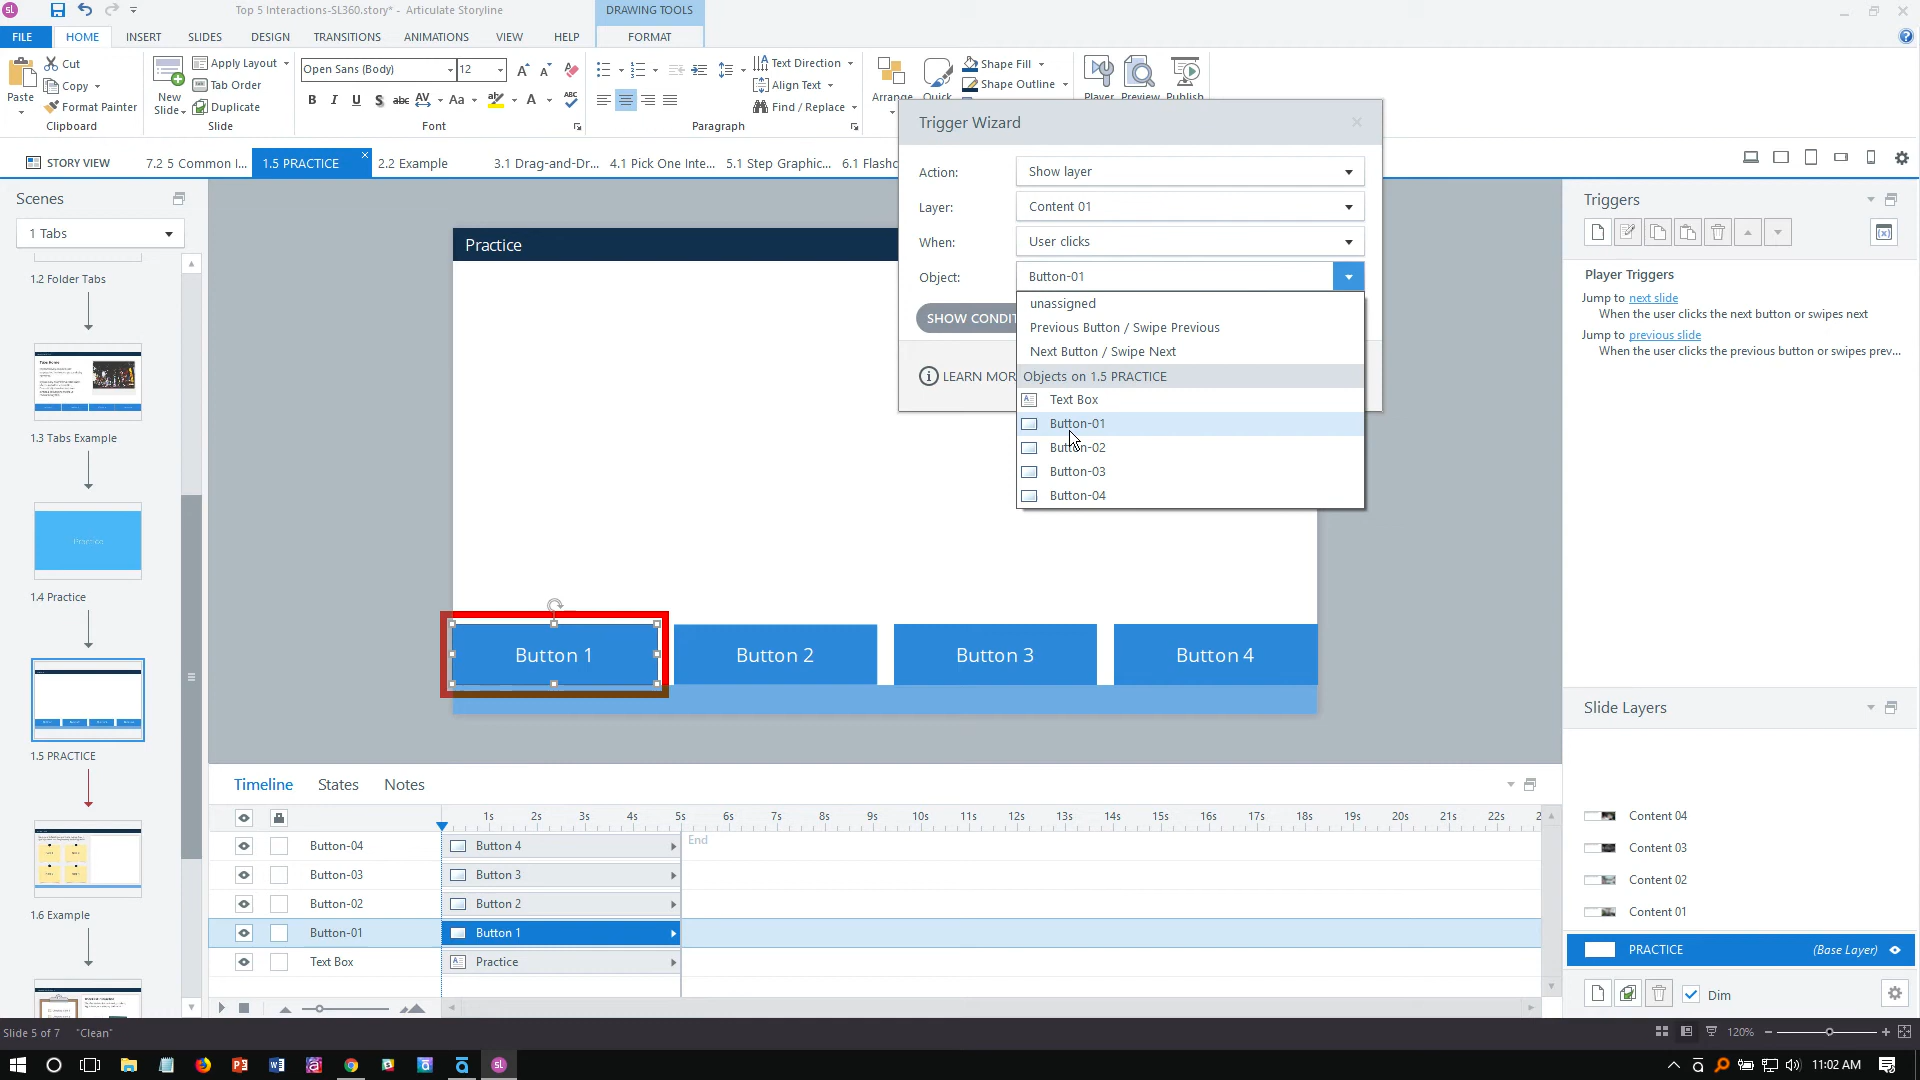 Top 5 Interactions-SL360.story* - Articulate Storyline
DRAWING TOOLS
FILE
HOME
INSERT
SLIDES
DESIGN
TRANSITIONS
ANIMATIONS
VIEW
HELP
FORMAT
Paste
Cut
Copy
Format Painter
Clipboard
New Slide
Apply Layout
Tab Order
Duplicate
Slide
Open Sans (Body)
12
B I U S abc AV Aa A
ABC
Font
Text Direction
Align Text
Find / Replace
Paragraph
Arrange
Quick
Shape Fill
Shape Outline
Player
Preview
Publish
STORY VIEW
7.2 5 Common I...
1.5 PRACTICE
2.2 Example
3.1 Drag-and-Dr...
4.1 Pick One Inte...
5.1 Step Graphic...
6.1 Flashc
Scenes
1 Tabs
1.2 Folder Tabs
1.3 Tabs Example
Practice
1.4 Practice
1.5 PRACTICE
1.6 Example
Practice
Button 1
Button 2
Button 3
Button 4
Trigger Wizard
Action:
Show layer
Layer:
Content 01
When:
User clicks
Object:
Button-01
SHOW CONDIT
LEARN MOR
unassigned
Previous Button / Swipe Previous
Next Button / Swipe Next
Objects on 1.5 PRACTICE
Text Box
Button-01
Button-02
Button-03
Button-04
Triggers
Player Triggers
Jump to next slide
When the user clicks the next button or swipes next
Jump to previous slide
When the user clicks the previous button or swipes prev...
Slide Layers
Content 04
Content 03
Content 02
Content 01
PRACTICE (Base Layer)
Dim
Timeline
States
Notes
1s 2s 3s 4s 5s 6s 7s 8s 9s 10s 11s 12s 13s 14s 15s 16s 17s 18s 19s 20s 21s 22s 2
End
Button-04
Button 4
Button-03
Button 3
Button-02
Button 2
Button-01
Button 1
Text Box
Practice
Slide 5 of 7
"Clean"
120%
11:02 AM